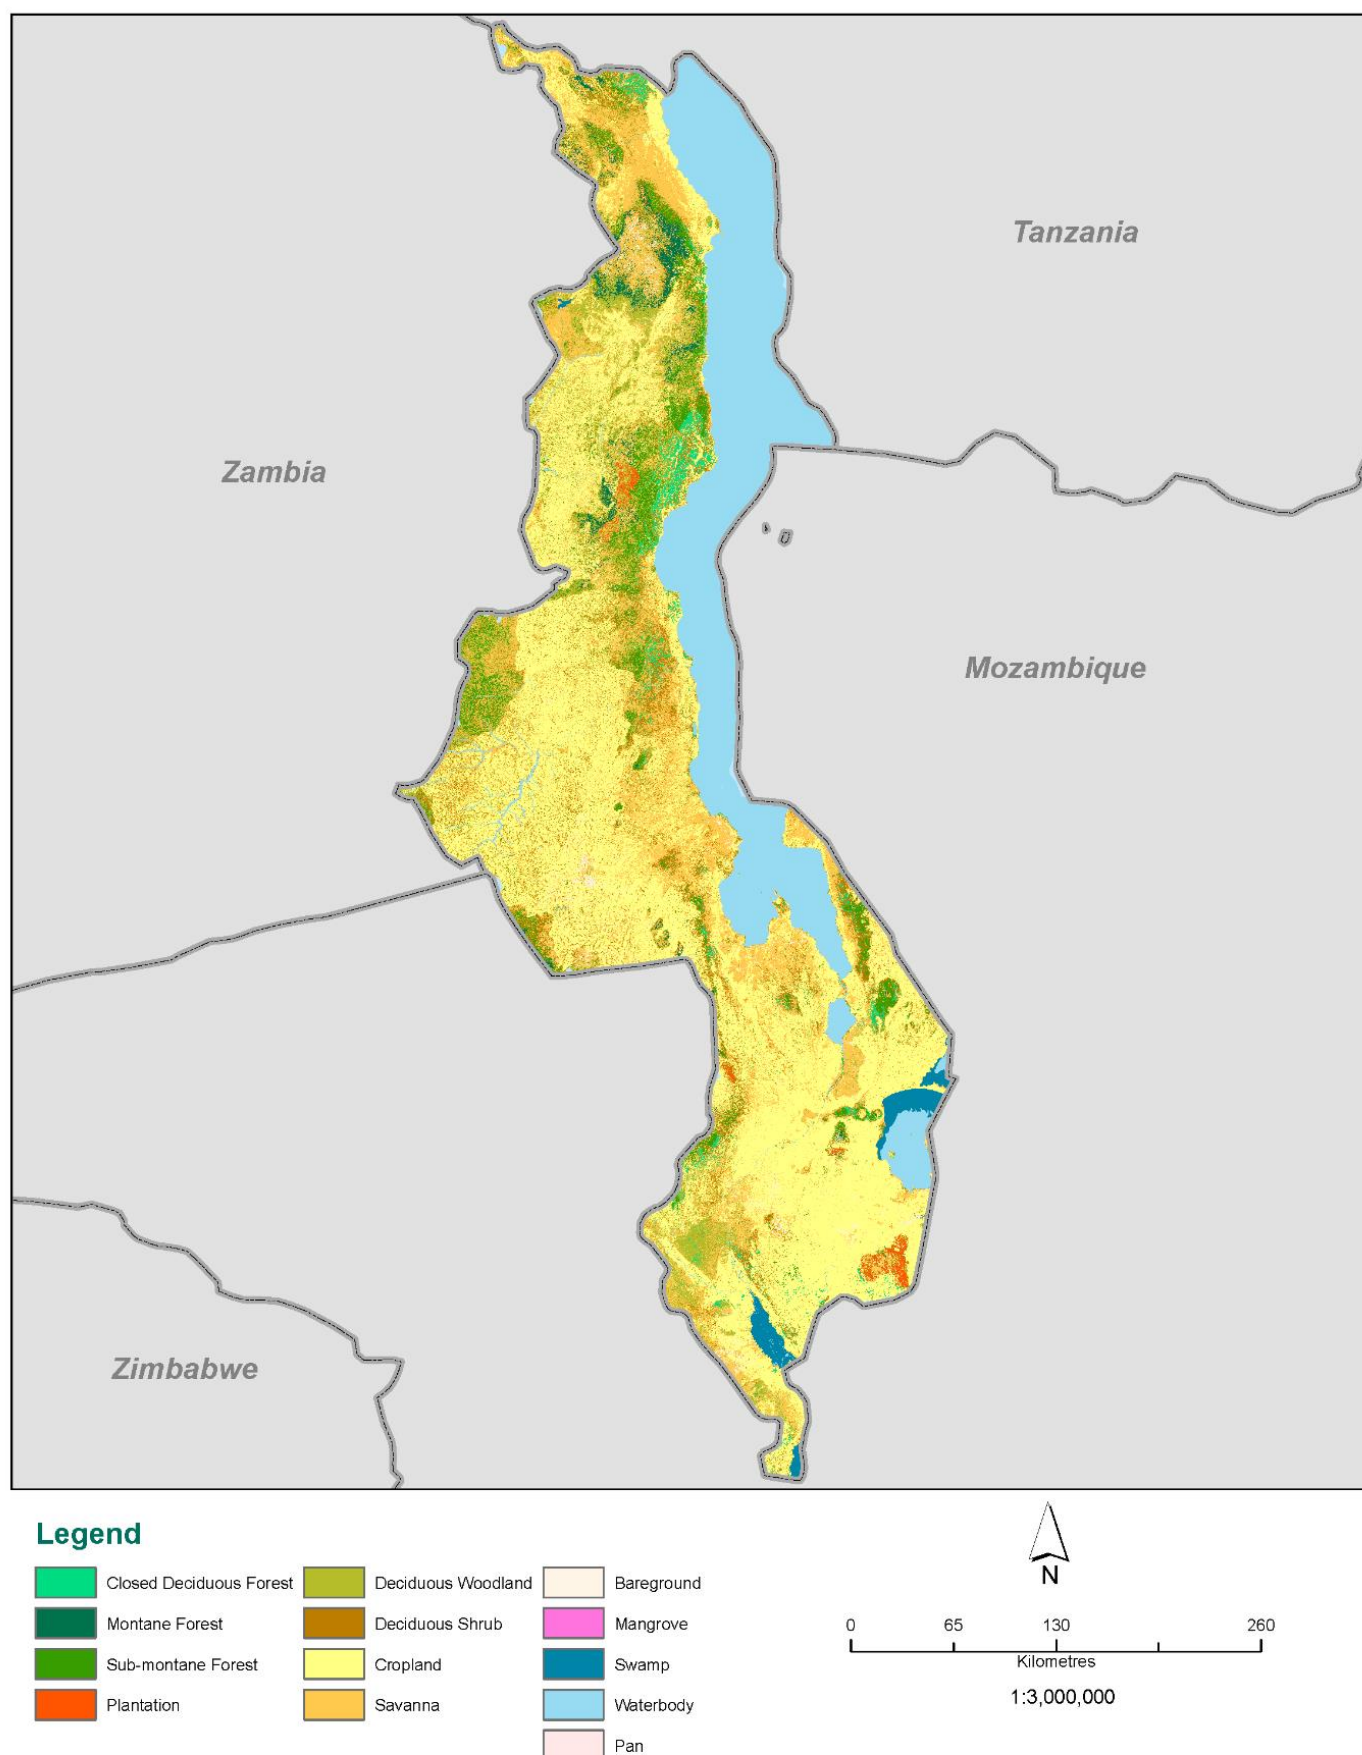 Tanzania
Zambia
Mozambique
Zimbabwe
Legend
Closed Deciduous Forest
Montane Forest
Sub-montane Forest
Plantation
Deciduous Woodland
Deciduous Shrub
Cropland
Savanna
Bareground
Mangrove
Swamp
Waterbody
Pan
N
0 65 130 260
Kilometres
1:3,000,000